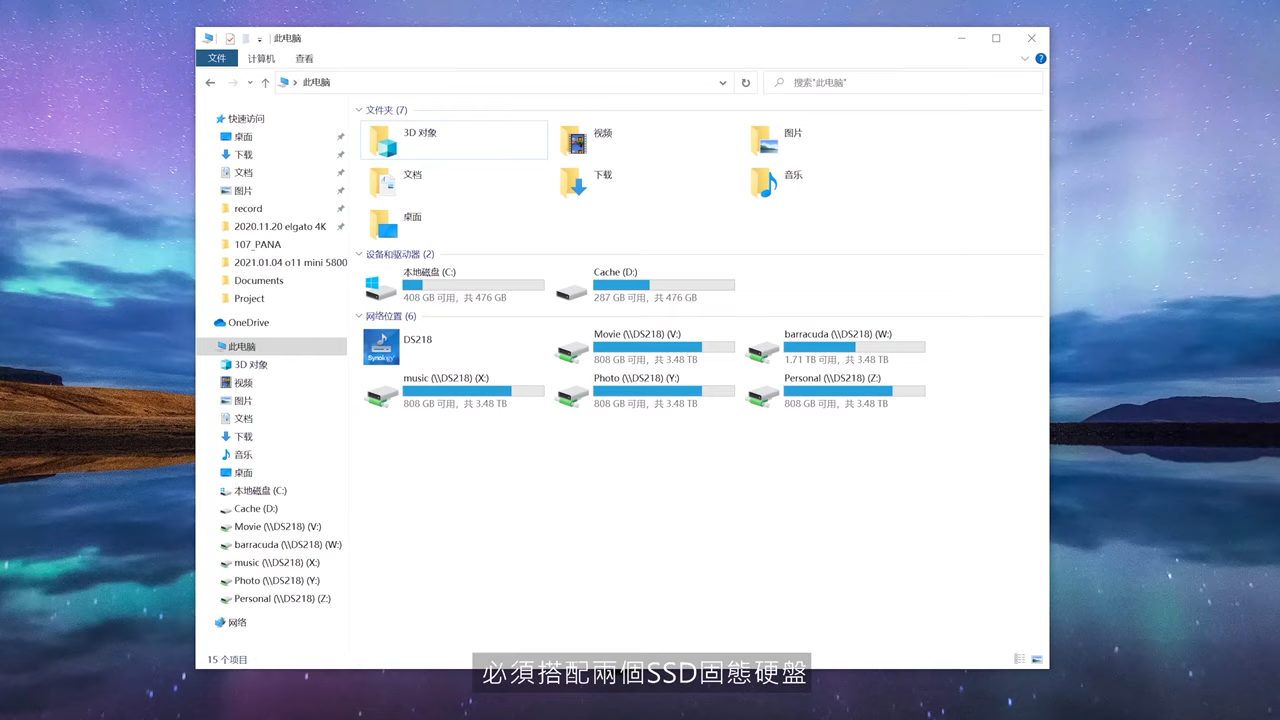 此电脑
文件 计算机 查看
此电脑
搜索"此电脑"
快速访问
桌面
下载
文档
图片
record
2020.11.20 elgato 4K
107_PANA
2021.01.04 o11 mini 5800
Documents
Project
OneDrive
此电脑
3D 对象
视频
图片
文档
下载
音乐
桌面
本地磁盘 (C:)
Cache (D:)
Movie (\\DS218) (V:)
barracuda (\\DS218) (W:)
music (\\DS218) (X:)
Photo (\\DS218) (Y:)
Personal (\\DS218) (Z:)
网络
文件夹 (7)
3D 对象
视频
图片
文档
下载
音乐
桌面
设备和驱动器 (2)
本地磁盘 (C:)
408 GB 可用，共 476 GB
Cache (D:)
287 GB 可用，共 476 GB
网络位置 (6)
Synology
DS218
Movie (\\DS218) (V:)
808 GB 可用，共 3.48 TB
barracuda (\\DS218) (W:)
1.71 TB 可用，共 3.48 TB
music (\\DS218) (X:)
808 GB 可用，共 3.48 TB
Photo (\\DS218) (Y:)
808 GB 可用，共 3.48 TB
Personal (\\DS218) (Z:)
808 GB 可用，共 3.48 TB
15 个项目
必須搭配兩個SSD固態硬盤